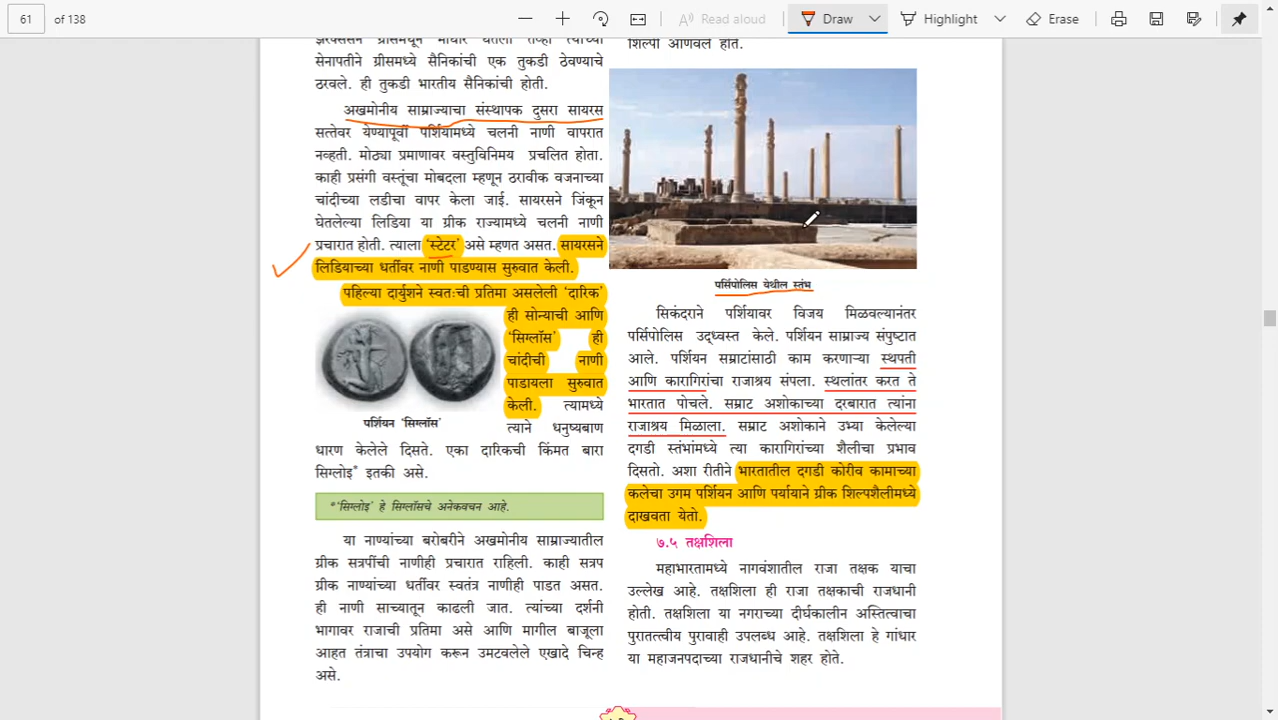 61 of 138
Read aloud
Draw
Highlight
Erase
झर्क्सिसने ग्रीसमधून माघार घेतली तेव्हा त्याच्या
सेनापतीने ग्रीसमध्ये सैनिकांची एक तुकडी ठेवण्याचे
ठरवले. ही तुकडी भारतीय सैनिकांची होती.
अखमोनीय साम्राज्याचा संस्थापक दुसरा सायरस
सत्तेवर येण्यापूर्वी पर्शियामध्ये चलनी नाणी वापरात
नव्हती. मोठ्या प्रमाणावर वस्तुविनिमय प्रचलित होता.
काही प्रसंगी वस्तूंचा मोबदला म्हणून ठरावीक वजनाच्या
चांदीच्या लडीचा वापर केला जाई. सायरसने जिंकून
घेतलेल्या लिडिया या ग्रीक राज्यामध्ये चलनी नाणी
प्रचारात होती. त्याला ‘स्टेटर’ असे म्हणत असत. सायरसने
लिडियाच्या धर्तीवर नाणी पाडण्यास सुरुवात केली.
पहिल्या दार्युशने स्वतःची प्रतिमा असलेली ‘दारिक’
ही सोन्याची आणि
‘सिग्लॉस’ ही
चांदीची नाणी
पाडायला सुरुवात
केली. त्यामध्ये
त्याने धनुष्यबाण
पर्शियन ‘सिग्लॉस’
धारण केलेले दिसते. एका दारिकची किंमत बारा
सिग्लोइ* इतकी असे.
*‘सिग्लोइ’ हे सिग्लॉसचे अनेकवचन आहे.
या नाण्यांच्या बरोबरीने अखमोनीय साम्राज्यातील
ग्रीक सत्रपींची नाणीही प्रचारात राहिली. काही सत्रप
ग्रीक नाण्यांच्या धर्तीवर स्वतंत्र नाणीही पाडत असत.
ही नाणी साच्यातून काढली जात. त्यांच्या दर्शनी
भागावर राजाची प्रतिमा असे आणि मागील बाजूला
आहत तंत्राचा उपयोग करून उमटवलेले एखादे चिन्ह
असे.
शिल्पी आणवले होते.
पर्सिपोलिस येथील स्तंभ
सिकंदराने पर्शियावर विजय मिळवल्यानंतर
पर्सिपोलिस उद्ध्वस्त केले. पर्शियन साम्राज्य संपुष्टात
आले. पर्शियन सम्राटांसाठी काम करणाऱ्या स्थपती
आणि कारागिरांचा राजाश्रय संपला. स्थलांतर करत ते
भारतात पोचले. सम्राट अशोकाच्या दरबारात त्यांना
राजाश्रय मिळाला. सम्राट अशोकाने उभ्या केलेल्या
दगडी स्तंभांमध्ये त्या कारागिरांच्या शैलीचा प्रभाव
दिसतो. अशा रीतीने भारतातील दगडी कोरीव कामाच्या
कलेचा उगम पर्शियन आणि पर्यायाने ग्रीक शिल्पशैलीमध्ये
दाखवता येतो.
७.५ तक्षशिला
महाभारतामध्ये नागवंशातील राजा तक्षक याचा
उल्लेख आहे. तक्षशिला ही राजा तक्षकाची राजधानी
होती. तक्षशिला या नगराच्या दीर्घकालीन अस्तित्वाचा
पुरातत्त्वीय पुरावाही उपलब्ध आहे. तक्षशिला हे गांधार
या महाजनपदाच्या राजधानीचे शहर होते.